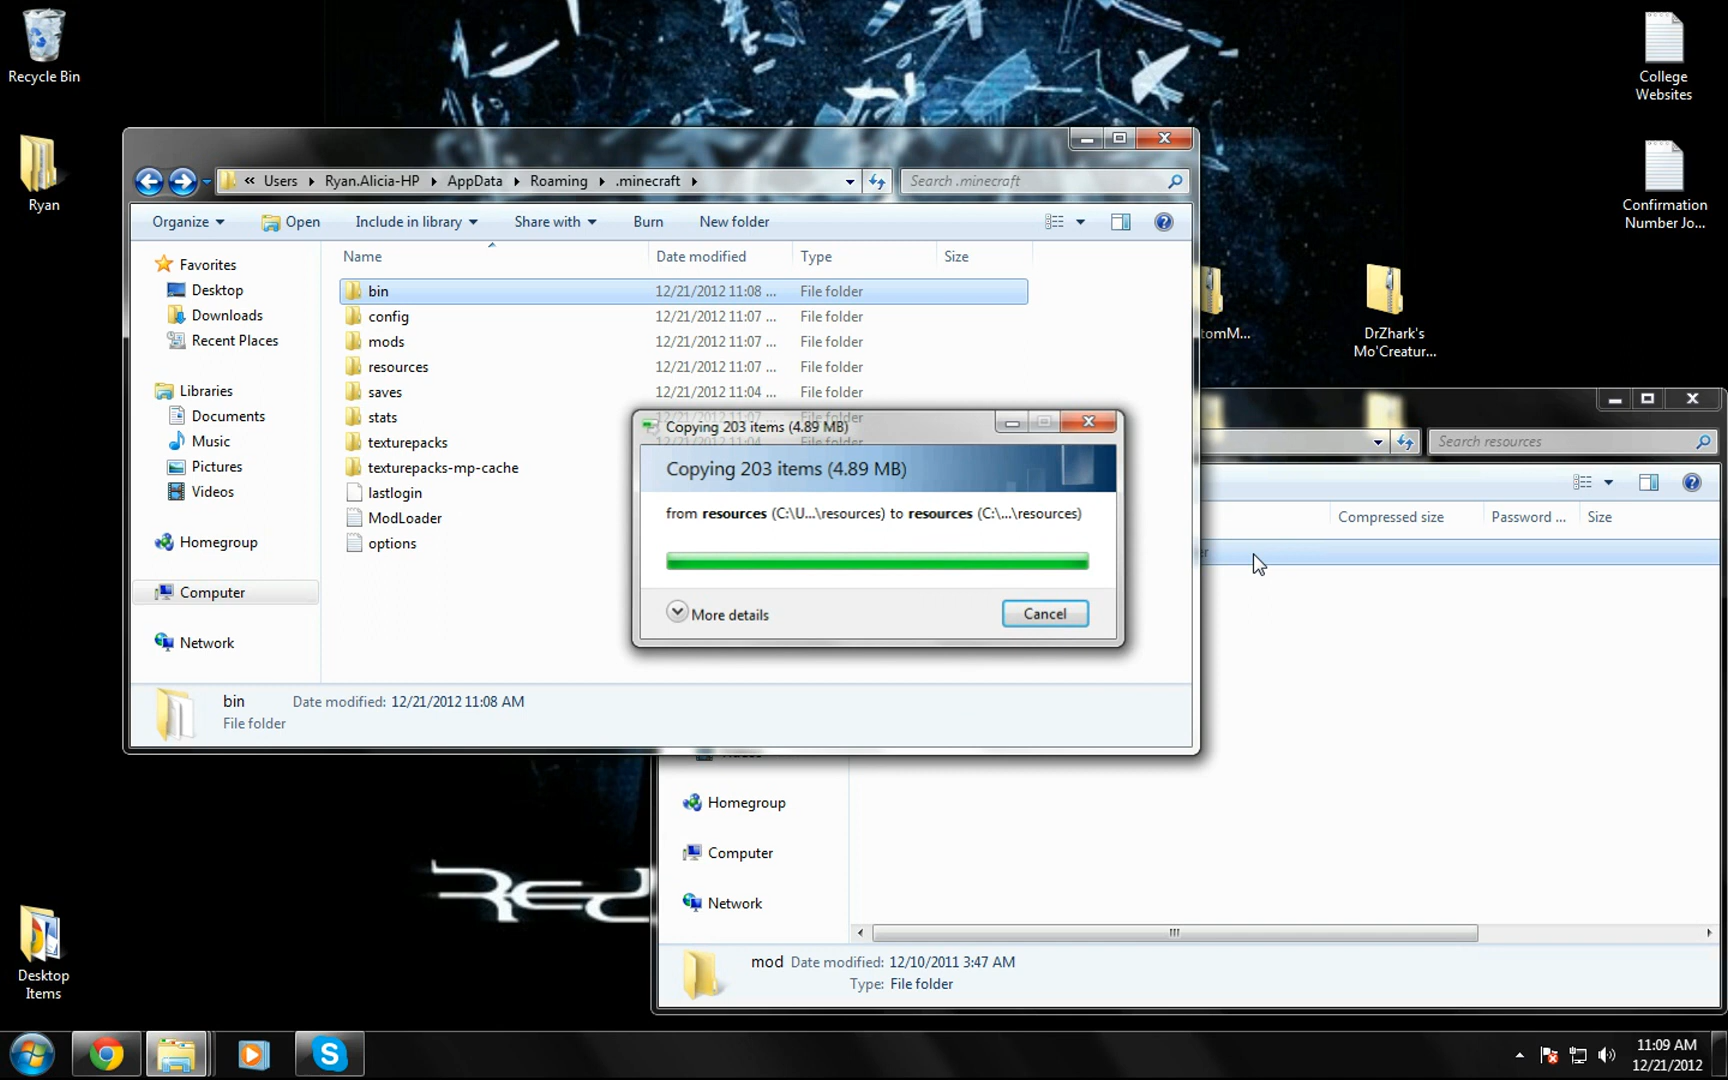 Recycle Bin
Ryan
Desktop
Items
College
Websites
Confirmation
Number Jo...
tomM...
DrZhark's
Mo'Creatur...
« Users Ryan.Alicia-HP AppData Roaming .minecraft
Search .minecraft
Organize Open Include in library Share with Burn New folder
Name Date modified Type Size
Favorites
Desktop
Downloads
Recent Places
Libraries
Documents
Music
Pictures
Videos
Homegroup
Computer
Network
bin 12/21/2012 11:08 ... File folder
config 12/21/2012 11:07 ... File folder
mods 12/21/2012 11:07 ... File folder
resources 12/21/2012 11:07 ... File folder
saves 12/21/2012 11:04 ... File folder
stats 12/21/2012 11:07 ... File folder
texturepacks 12/21/2012 11:04 ... File folder
texturepacks-mp-cache
lastlogin
ModLoader
options
bin Date modified: 12/21/2012 11:08 AM
File folder
Copying 203 items (4.89 MB)
Copying 203 items (4.89 MB)
from resources (C:\U...\resources) to resources (C:\...\resources)
More details
Cancel
Search resources
Compressed size Password ... Size
er
Homegroup
Computer
Network
mod Date modified: 12/10/2011 3:47 AM
Type: File folder
11:09 AM
12/21/2012